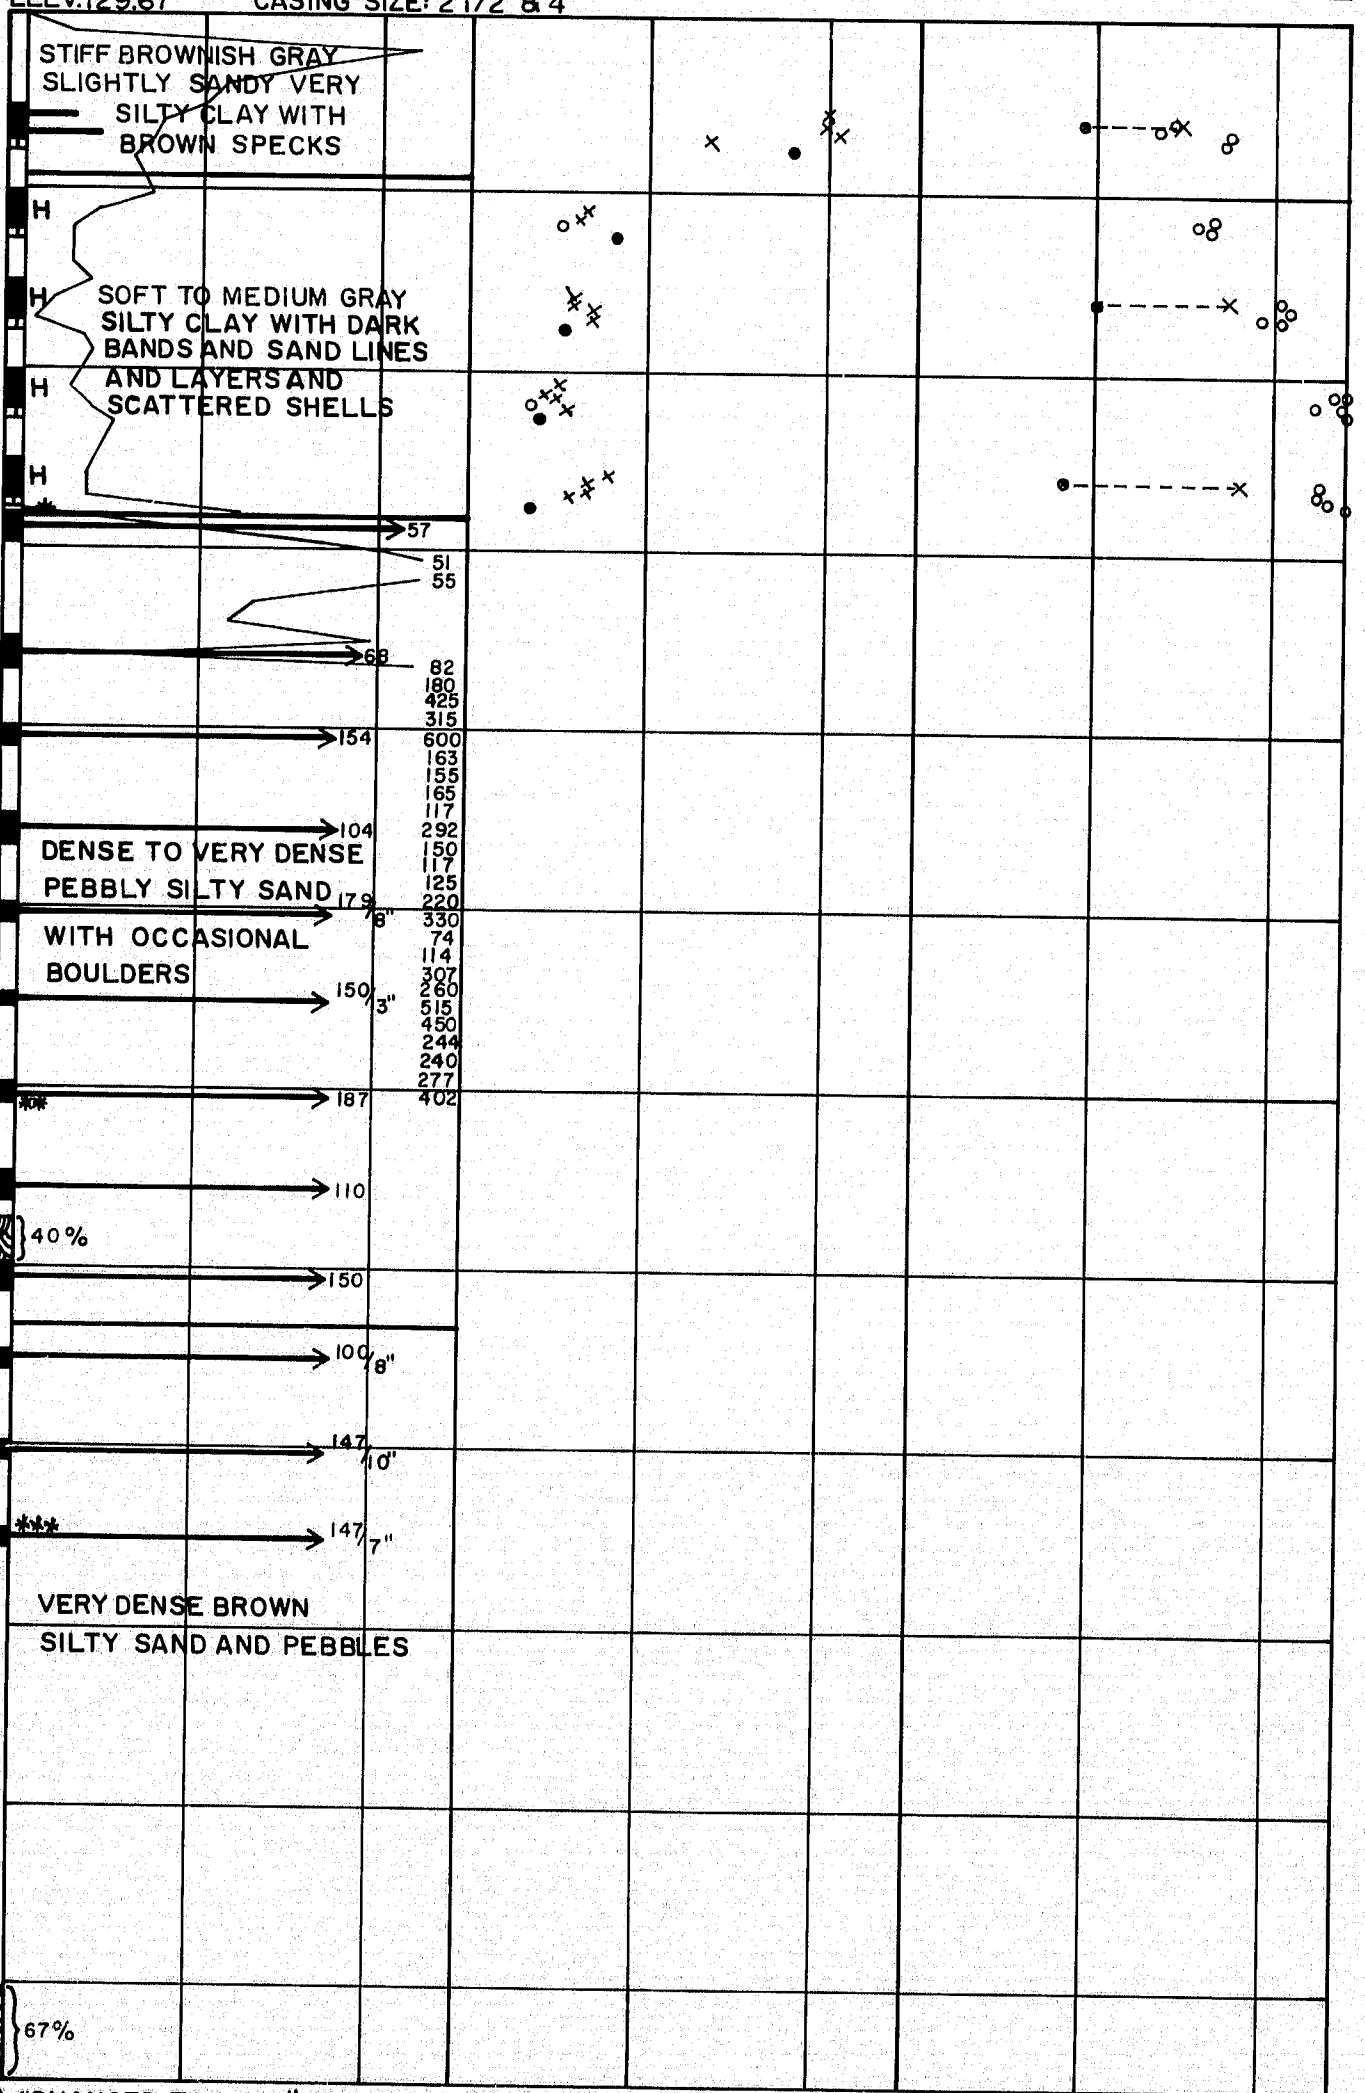 ELEV.129.67 CASING SIZE: 2 1/2 & 4
STIFF BROWNISH GRAY
SLIGHTLY SANDY VERY
SILTY CLAY WITH
BROWN SPECKS
H
H
SOFT TO MEDIUM GRAY
SILTY CLAY WITH DARK
BANDS AND SAND LINES
AND LAYERS AND
SCATTERED SHELLS
H
H
*
57
51
55
68
82
180
425
315
154
600
163
155
165
117
104
292
DENSE TO VERY DENSE
150
117
125
PEBBLY SILTY SAND
179/8"
220
330
WITH OCCASIONAL
74
114
BOULDERS
307
150/3"
260
515
450
244
240
277
**
187
402
110
40%
150
100/8"
147/10"
***
147/7"
VERY DENSE BROWN
SILTY SAND AND PEBBLES
67%